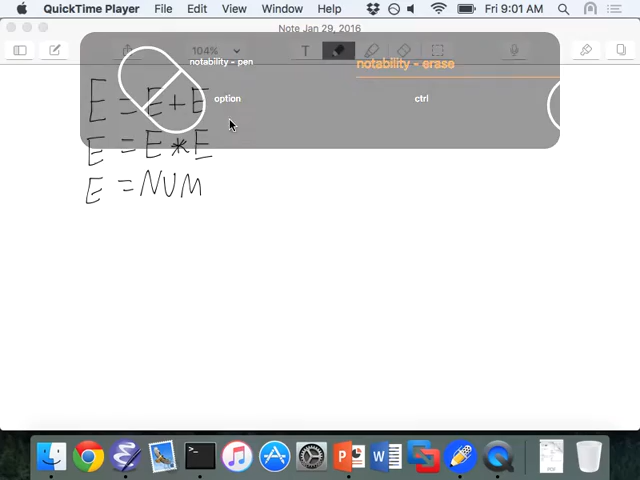 QuickTime Player File Edit View Window Help Fri 9:01 AM
Note Jan 29, 2016
104% T
notability - pen notability - erase
option ctrl
E = E + E
E = E * E
E = NUM